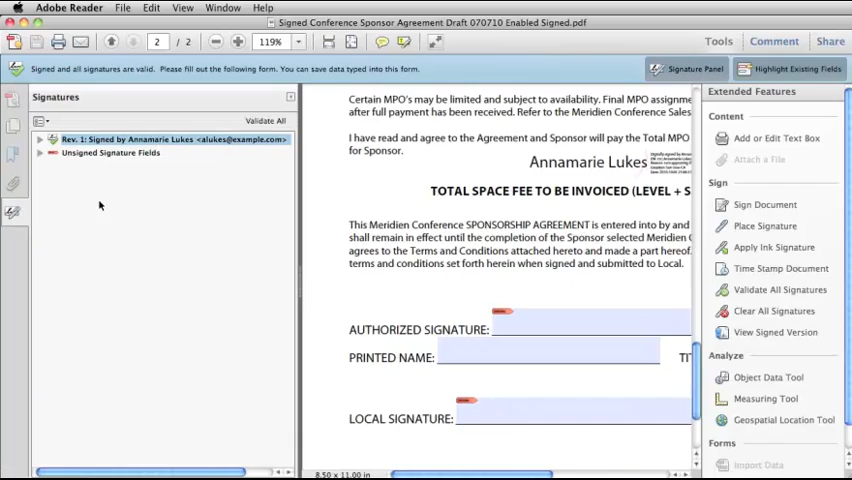 Adobe Reader File Edit View Window Help
Signed Conference Sponsor Agreement Draft 070710 Enabled Signed.pdf
2 / 2 119% Tools Comment Share
Signed and all signatures are valid. Please fill out the following form. You can save data typed into this form. Signature Panel Highlight Existing Fields
Signatures
Validate All
Rev. 1: Signed by Annamarie Lukes <alukes@example.com>
Unsigned Signature Fields
Certain MPO's may be limited and subject to availability. Final MPO assignme
after full payment has been received. Refer to the Meridien Conference Sales
I have read and agree to the Agreement and Sponsor will pay the Total MPO
for Sponsor.
Annamarie Lukes
TOTAL SPACE FEE TO BE INVOICED (LEVEL + S
This Meridien Conference SPONSORSHIP AGREEMENT is entered into by and
shall remain in effect until the completion of the Sponsor selected Meridien C
agrees to the Terms and Conditions attached hereto and made a part hereof.
terms and conditions set forth herein when signed and submitted to Local.
AUTHORIZED SIGNATURE:
PRINTED NAME: TI
LOCAL SIGNATURE:
8.50 x 11.00 in
Extended Features
Content
Add or Edit Text Box
Attach a File
Sign
Sign Document
Place Signature
Apply Ink Signature
Time Stamp Document
Validate All Signatures
Clear All Signatures
View Signed Version
Analyze
Object Data Tool
Measuring Tool
Geospatial Location Tool
Forms
Import Data